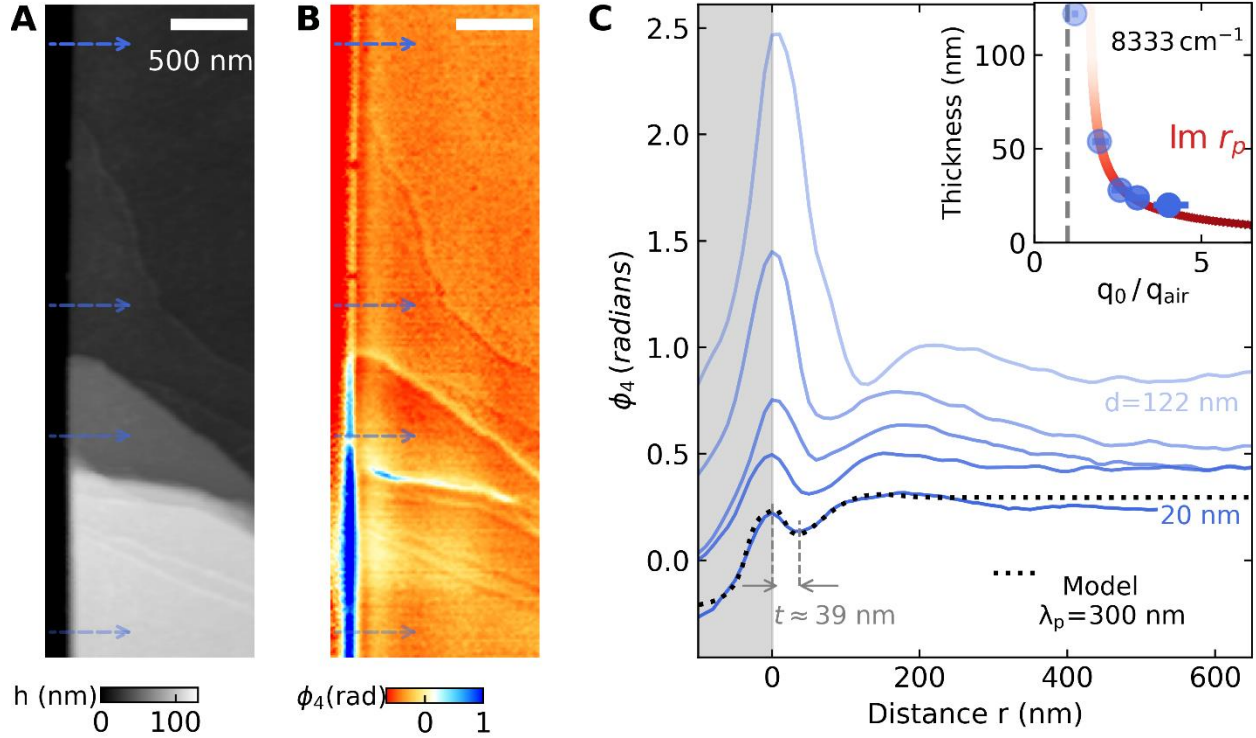 A
500 nm
h (nm)
0 100
B
ϕ₄(rad)
0 1
C
ϕ₄ (radians)
2.5
2.0
1.5
1.0
0.5
0.0
0 200 400 600
Distance r (nm)
d=122 nm
20 nm
t ≈ 39 nm
Model
λₚ=300 nm
Thickness (nm)
100
50
0
0 5
q₀ / q_air
8333 cm⁻¹
Im rₚ